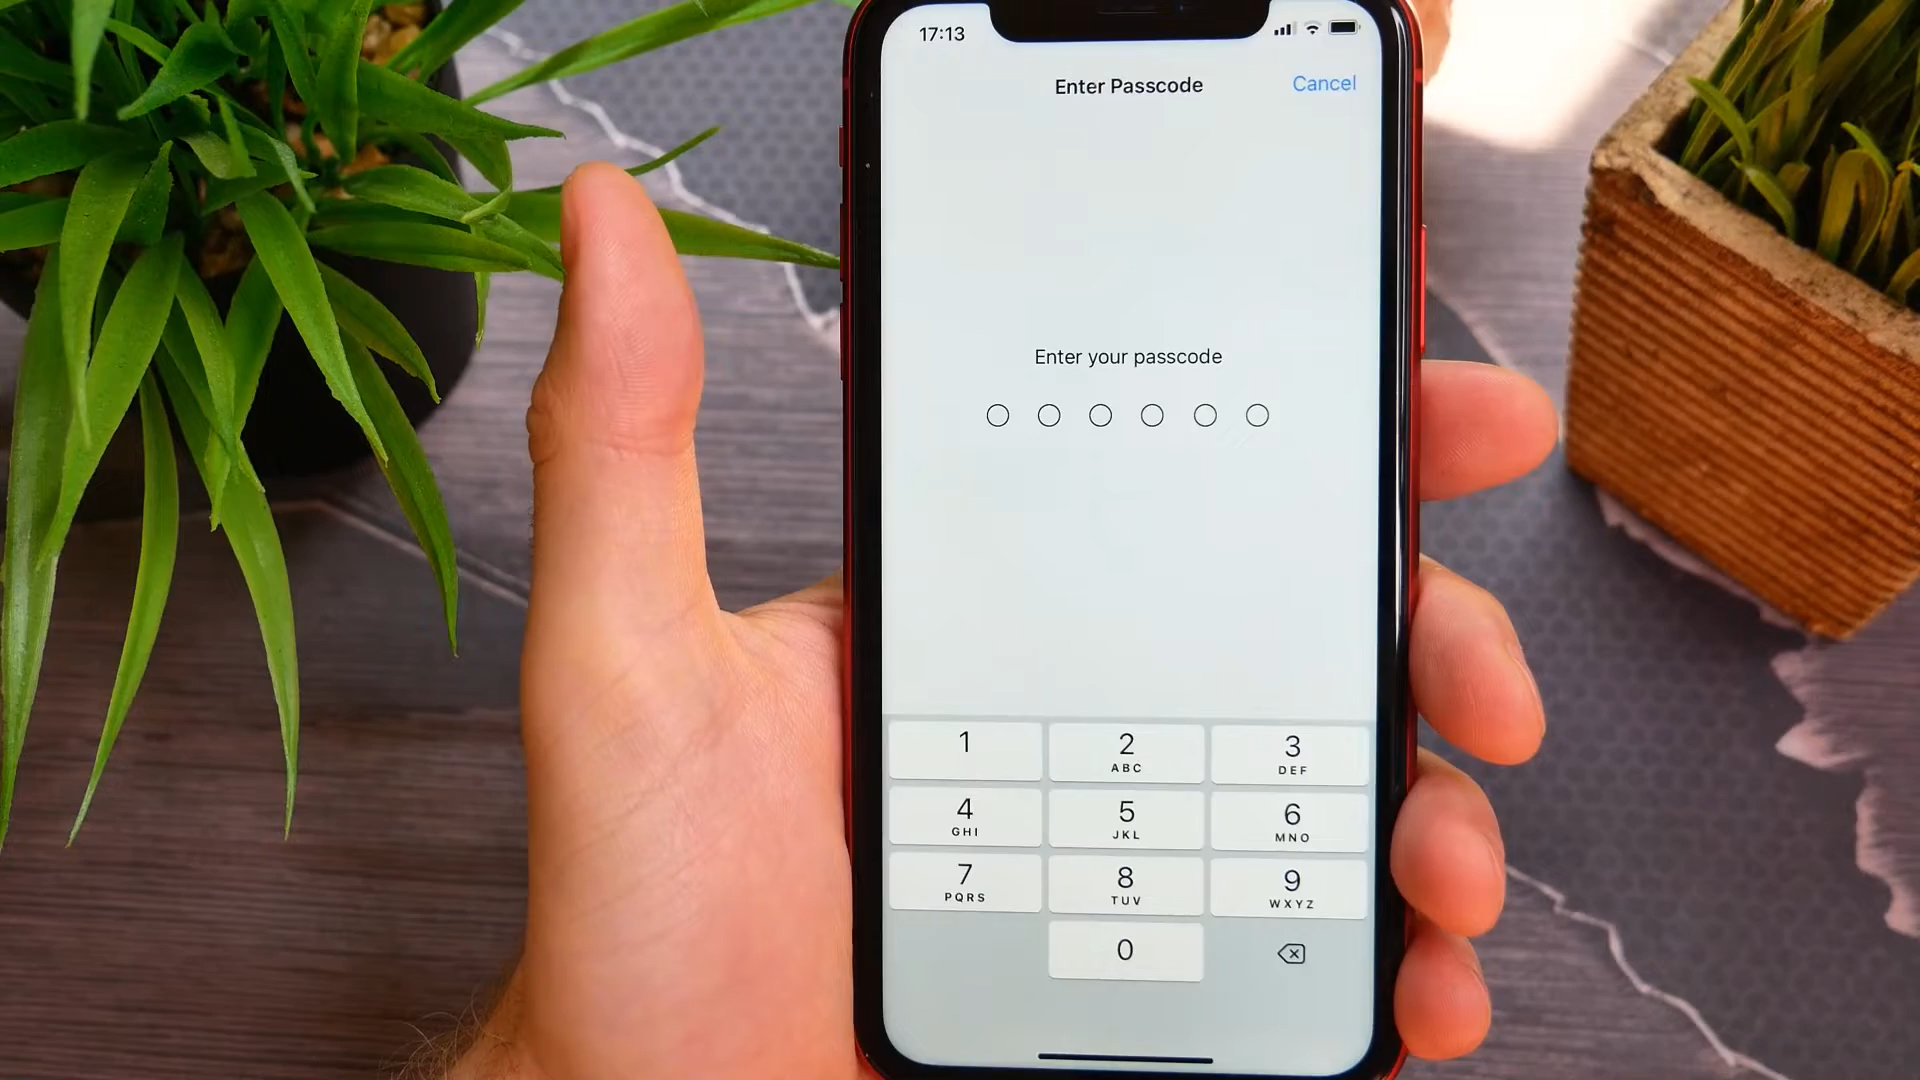 17:13
Enter Passcode
Cancel
Enter your passcode
1
2
3
ABC
DEF
4
5
6
GHI
JKL
MNO
7
8
9
PQRS
TUV
WXYZ
0